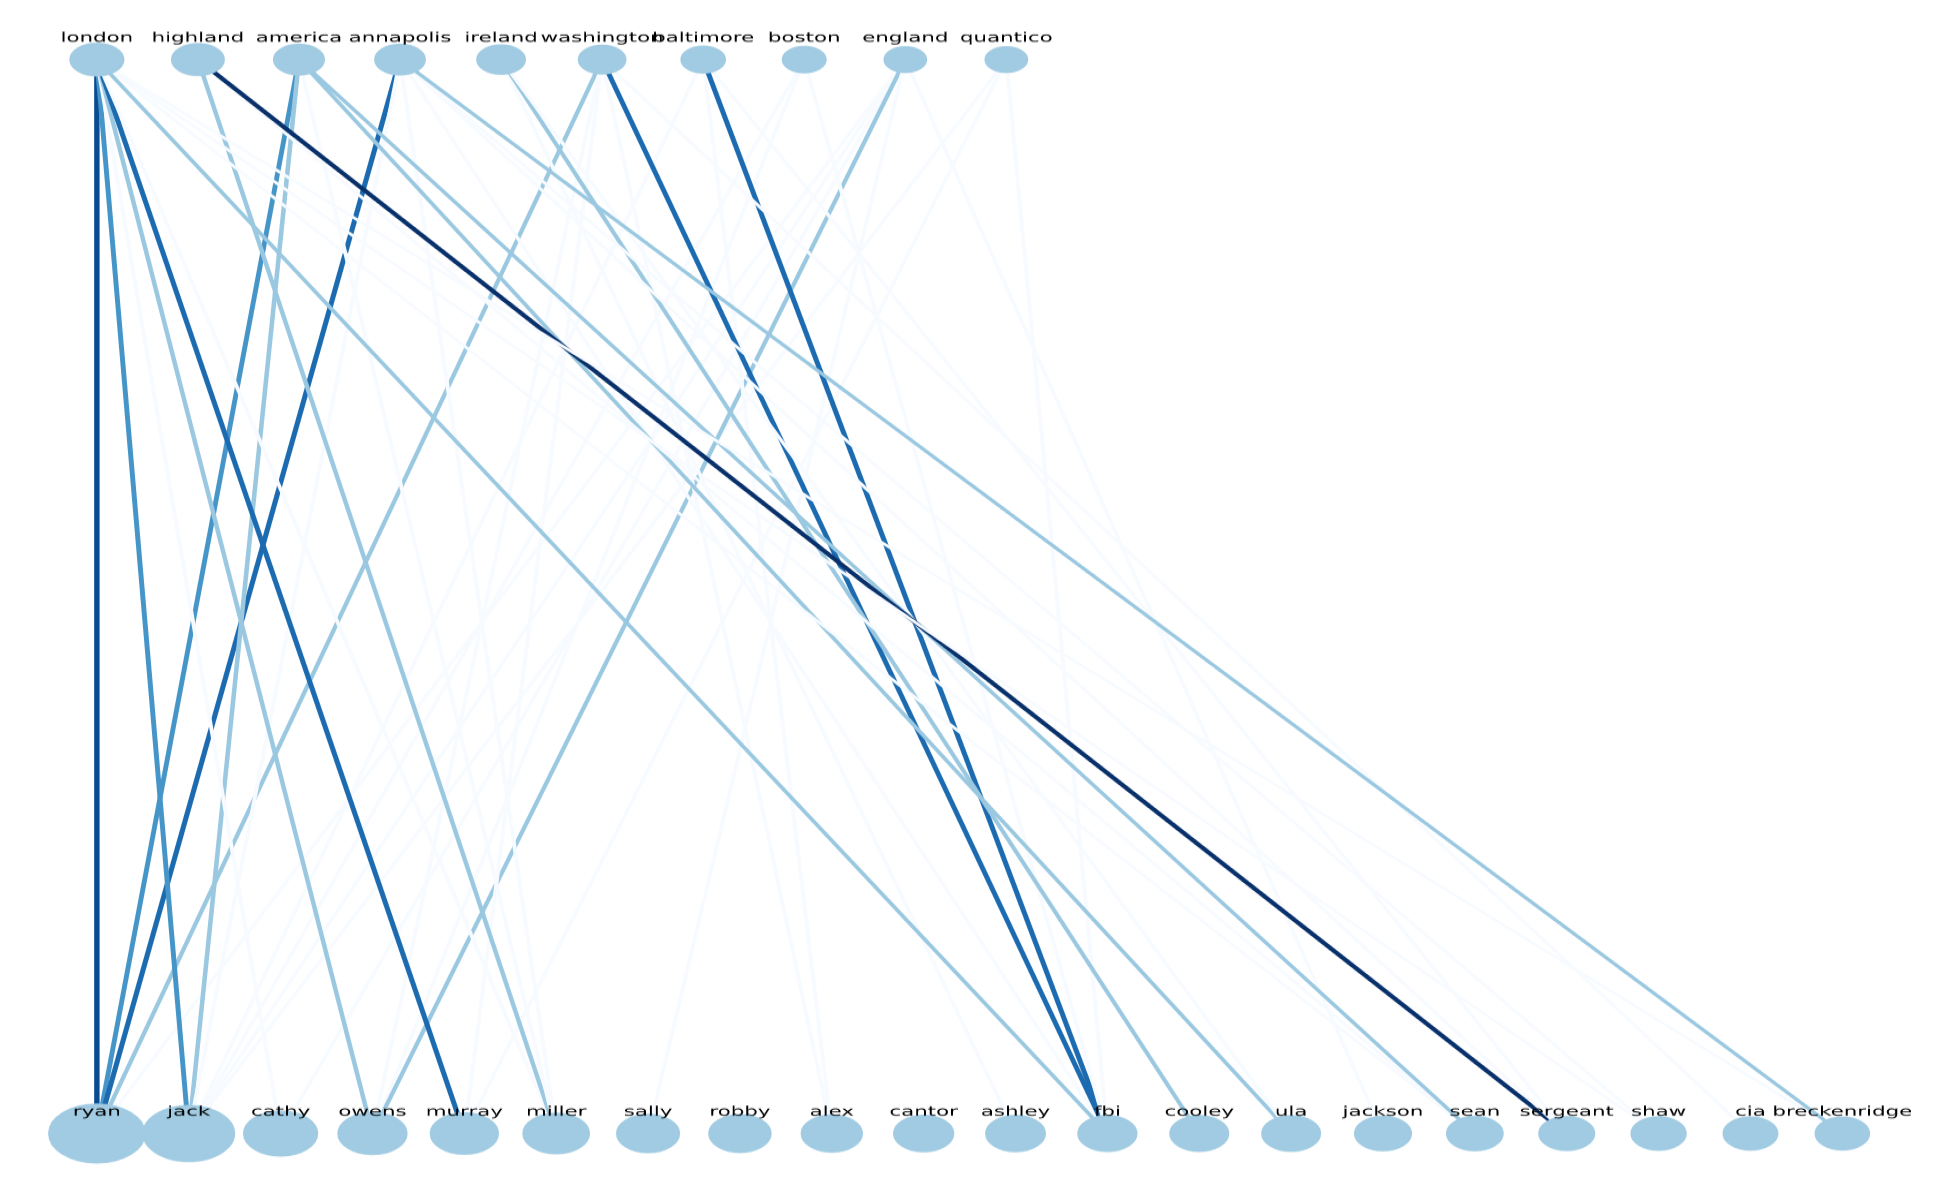 london highland america annapolis ireland washington baltimore boston england quantico
ryan jack cathy owens murray miller sally robby alex cantor ashley fbi cooley ula jackson sean sergeant shaw cia breckenridge